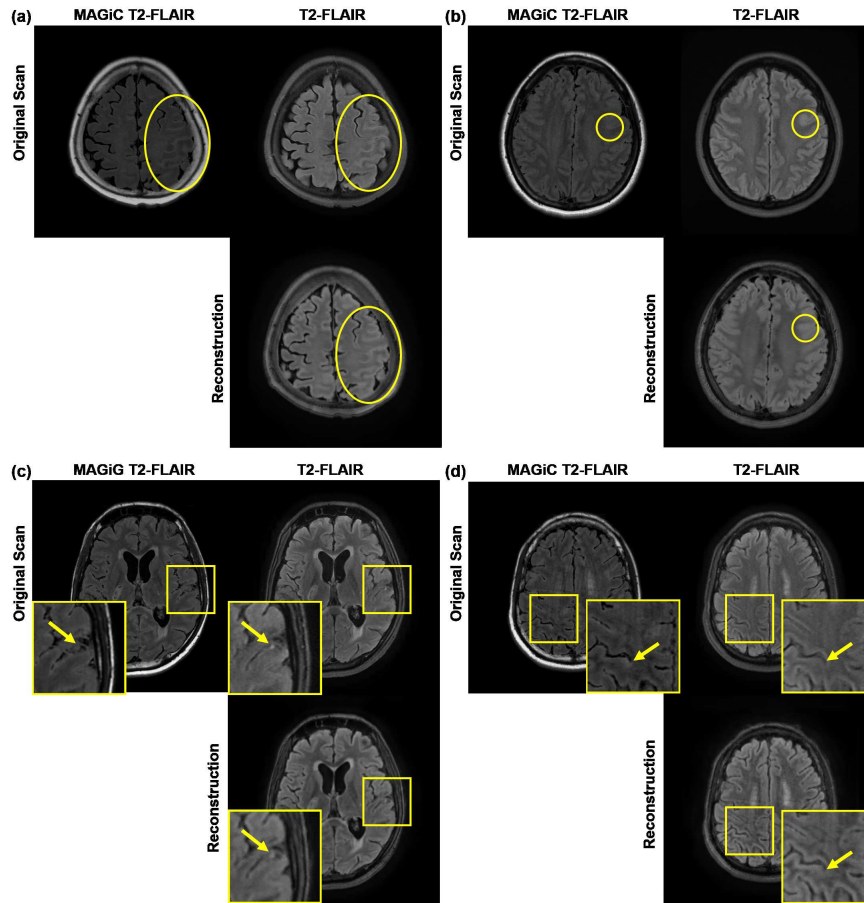 (a) MAGiC T2-FLAIR T2-FLAIR
Original Scan
Reconstruction
(b) MAGiC T2-FLAIR T2-FLAIR
Original Scan
Reconstruction
(c) MAGiG T2-FLAIR T2-FLAIR
Original Scan
Reconstruction
(d) MAGiC T2-FLAIR T2-FLAIR
Original Scan
Reconstruction